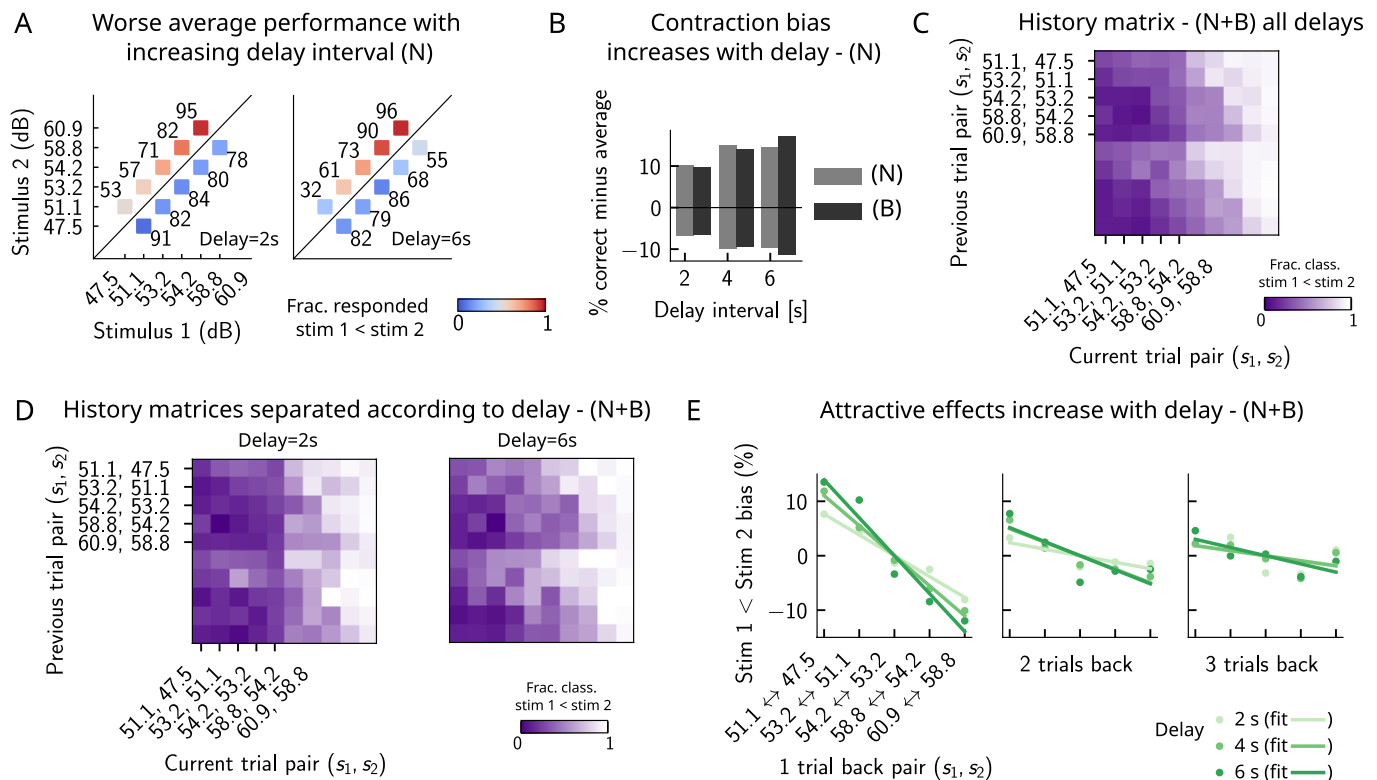 A
Worse average performance with
increasing delay interval (N)
Stimulus 2 (dB)
60.9
58.8
54.2
53.2
51.1
47.5
95
82
71
57
53
78
80
84
82
91
Delay=2s
96
90
73
61
32
55
68
86
79
82
Delay=6s
47.5
51.1
53.2
54.2
58.8
60.9
Stimulus 1 (dB)
Frac. responded
stim 1 < stim 2
0
1
B
Contraction bias
increases with delay - (N)
% correct minus average
10
0
−10
2
4
6
Delay interval [s]
(N)
(B)
C
History matrix - (N+B) all delays
Previous trial pair (s₁, s₂)
51.1, 47.5
53.2, 51.1
54.2, 53.2
58.8, 54.2
60.9, 58.8
51.1, 47.5
53.2, 51.1
54.2, 53.2
58.8, 54.2
60.9, 58.8
Current trial pair (s₁, s₂)
Frac. class.
stim 1 < stim 2
0
1
D
History matrices separated according to delay - (N+B)
Delay=2s
Delay=6s
Previous trial pair (s₁, s₂)
51.1, 47.5
53.2, 51.1
54.2, 53.2
58.8, 54.2
60.9, 58.8
51.1, 47.5
53.2, 51.1
54.2, 53.2
58.8, 54.2
60.9, 58.8
Current trial pair (s₁, s₂)
Frac. class.
stim 1 < stim 2
0
1
E
Attractive effects increase with delay - (N+B)
Stim 1 < Stim 2 bias (%)
10
0
−10
51.1 ↔ 47.5
53.2 ↔ 51.1
54.2 ↔ 53.2
58.8 ↔ 54.2
60.9 ↔ 58.8
1 trial back pair (s₁, s₂)
2 trials back
3 trials back
Delay
2 s (fit )
4 s (fit )
6 s (fit )